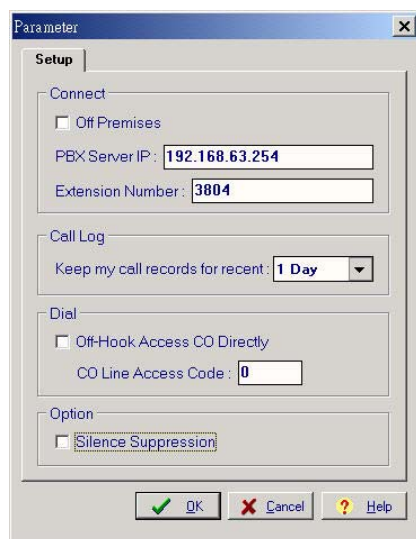 Parameter
Setup
Connect
Off Premises
PBX Server IP : 192.168.63.254
Extension Number : 3804
Call Log
Keep my call records for recent : 1 Day
Dial
Off-Hook Access CO Directly
CO Line Access Code : 0
Option
Silence Suppression
OK Cancel ? Help